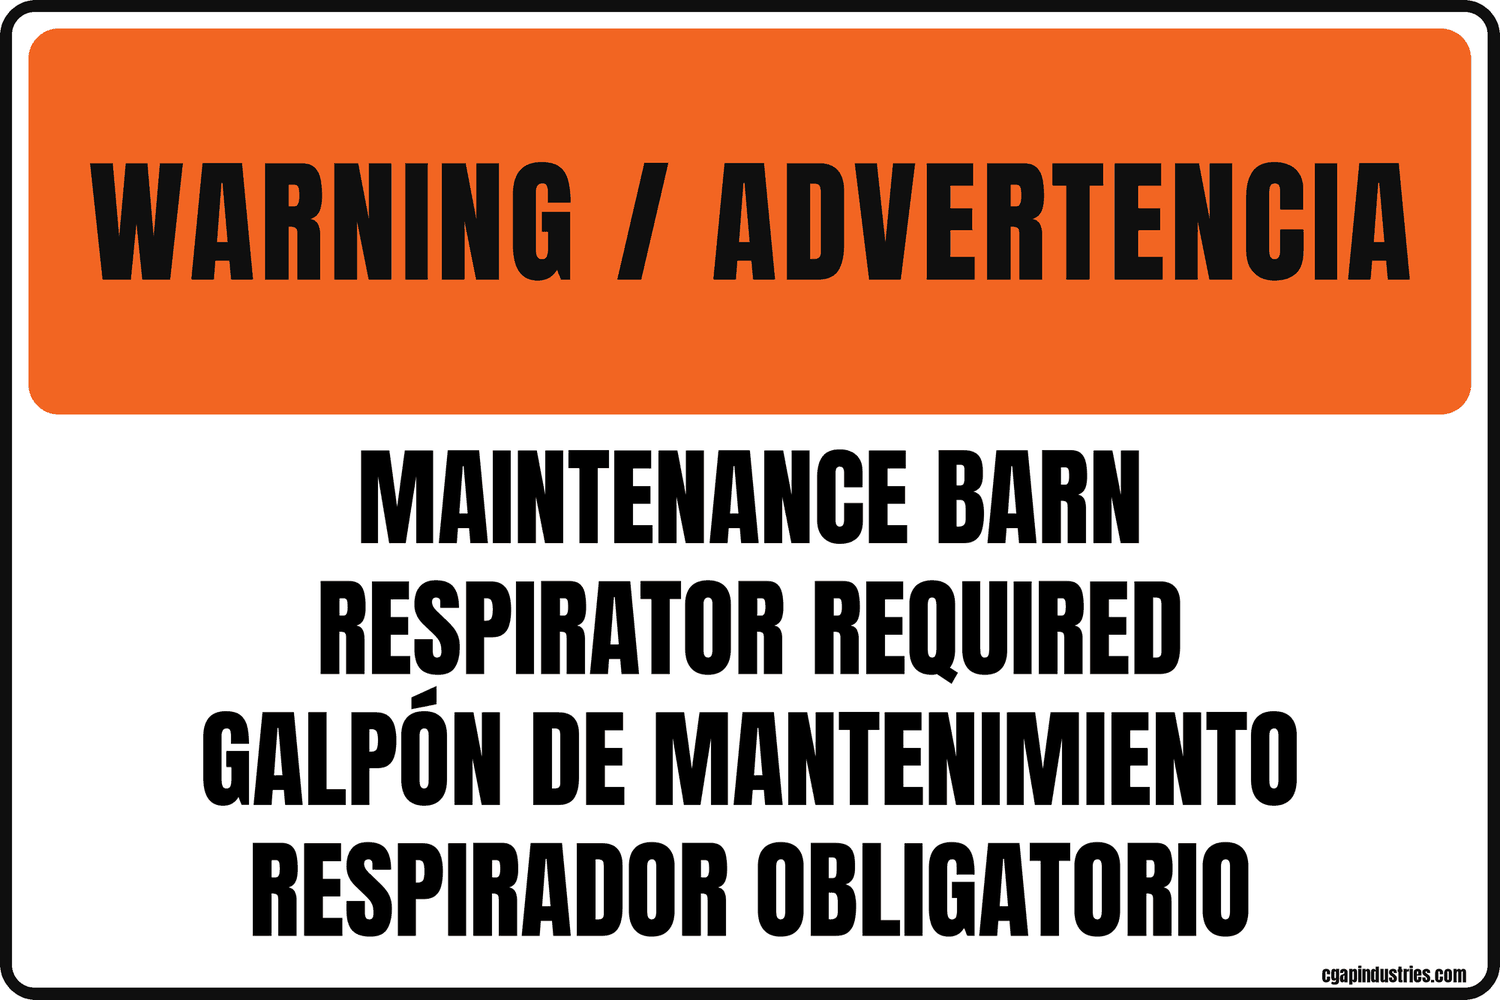 WARNING / ADVERTENCIA
MAINTENANCE BARN
RESPIRATOR REQUIRED
GALPÓN DE MANTENIMIENTO
RESPIRADOR OBLIGATORIO
cgapindustries.com